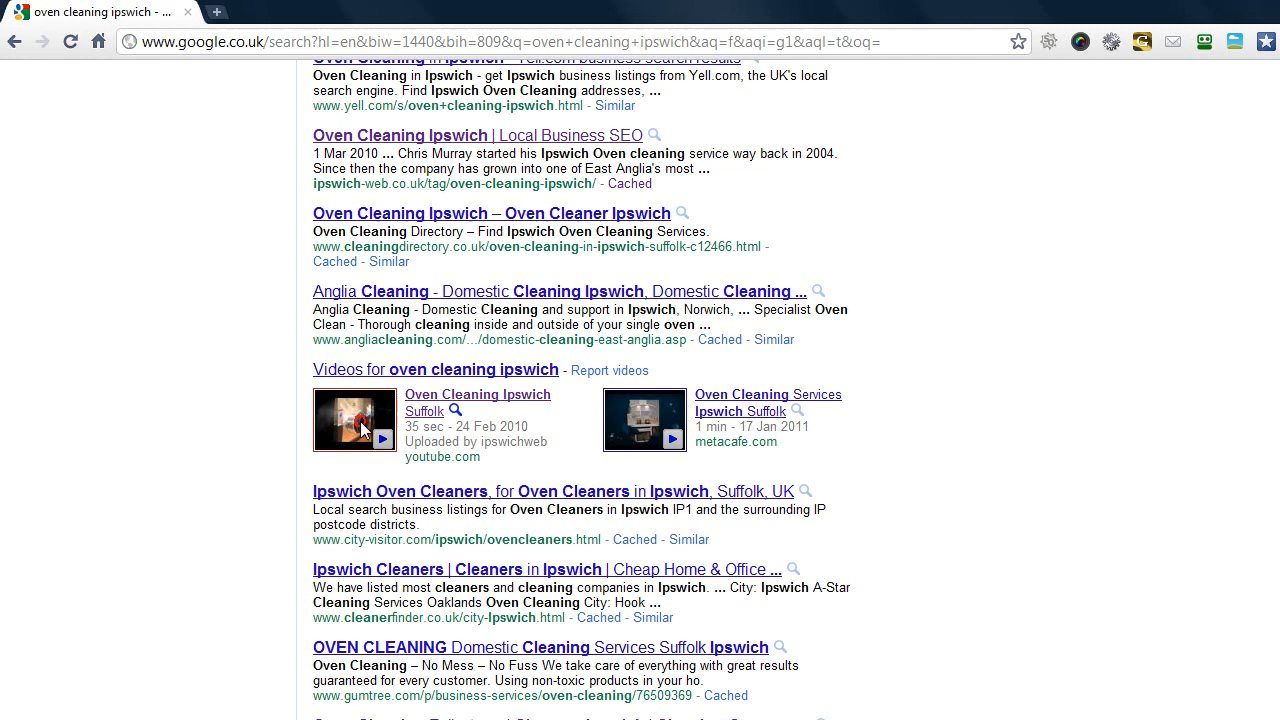 oven cleaning ipswich - ...
www.google.co.uk/search?hl=en&biw=1440&bih=809&q=oven+cleaning+ipswich&aq=f&aqi=g1&aql=t&oq=
Oven Cleaning in Ipswich - Yell.com business search results
Oven Cleaning in Ipswich - get Ipswich business listings from Yell.com, the UK's local
search engine. Find Ipswich Oven Cleaning addresses, ...
www.yell.com/s/oven+cleaning-ipswich.html - Similar
Oven Cleaning Ipswich | Local Business SEO
1 Mar 2010 ... Chris Murray started his Ipswich Oven cleaning service way back in 2004.
Since then the company has grown into one of East Anglia's most ...
ipswich-web.co.uk/tag/oven-cleaning-ipswich/ - Cached
Oven Cleaning Ipswich – Oven Cleaner Ipswich
Oven Cleaning Directory – Find Ipswich Oven Cleaning Services.
www.cleaningdirectory.co.uk/oven-cleaning-in-ipswich-suffolk-c12466.html -
Cached - Similar
Anglia Cleaning - Domestic Cleaning Ipswich, Domestic Cleaning ...
Anglia Cleaning - Domestic Cleaning and support in Ipswich, Norwich, ... Specialist Oven
Clean - Thorough cleaning inside and outside of your single oven ...
www.angliacleaning.com/.../domestic-cleaning-east-anglia.asp - Cached - Similar
Videos for oven cleaning ipswich - Report videos
Oven Cleaning Ipswich
Suffolk
35 sec - 24 Feb 2010
Uploaded by ipswichweb
youtube.com
Oven Cleaning Services
Ipswich Suffolk
1 min - 17 Jan 2011
metacafe.com
Ipswich Oven Cleaners, for Oven Cleaners in Ipswich, Suffolk, UK
Local search business listings for Oven Cleaners in Ipswich IP1 and the surrounding IP
postcode districts.
www.city-visitor.com/ipswich/ovencleaners.html - Cached - Similar
Ipswich Cleaners | Cleaners in Ipswich | Cheap Home & Office ...
We have listed most cleaners and cleaning companies in Ipswich. ... City: Ipswich A-Star
Cleaning Services Oaklands Oven Cleaning City: Hook ...
www.cleanerfinder.co.uk/city-Ipswich.html - Cached - Similar
OVEN CLEANING Domestic Cleaning Services Suffolk Ipswich
Oven Cleaning – No Mess – No Fuss We take care of everything with great results
guaranteed for every customer. Using non-toxic products in your ho.
www.gumtree.com/p/business-services/oven-cleaning/76509369 - Cached